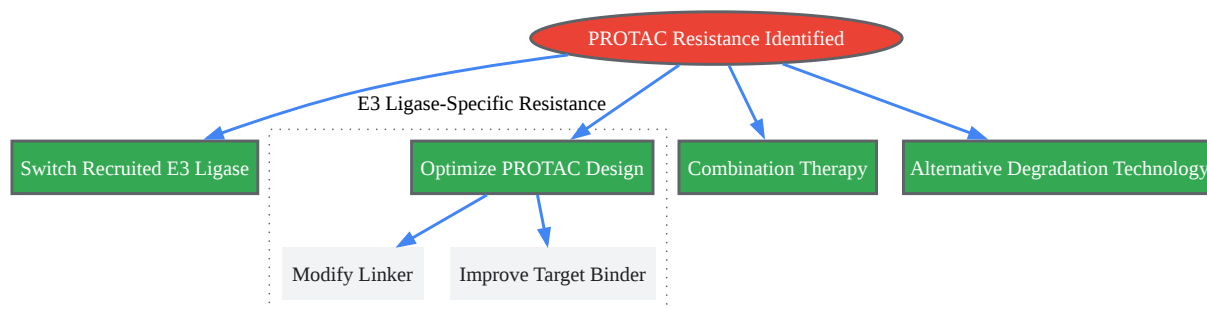 PROTAC Resistance Identified
E3 Ligase-Specific Resistance
Switch Recruited E3 Ligase
Optimize PROTAC Design
Combination Therapy
Alternative Degradation Technology
Modify Linker
Improve Target Binder